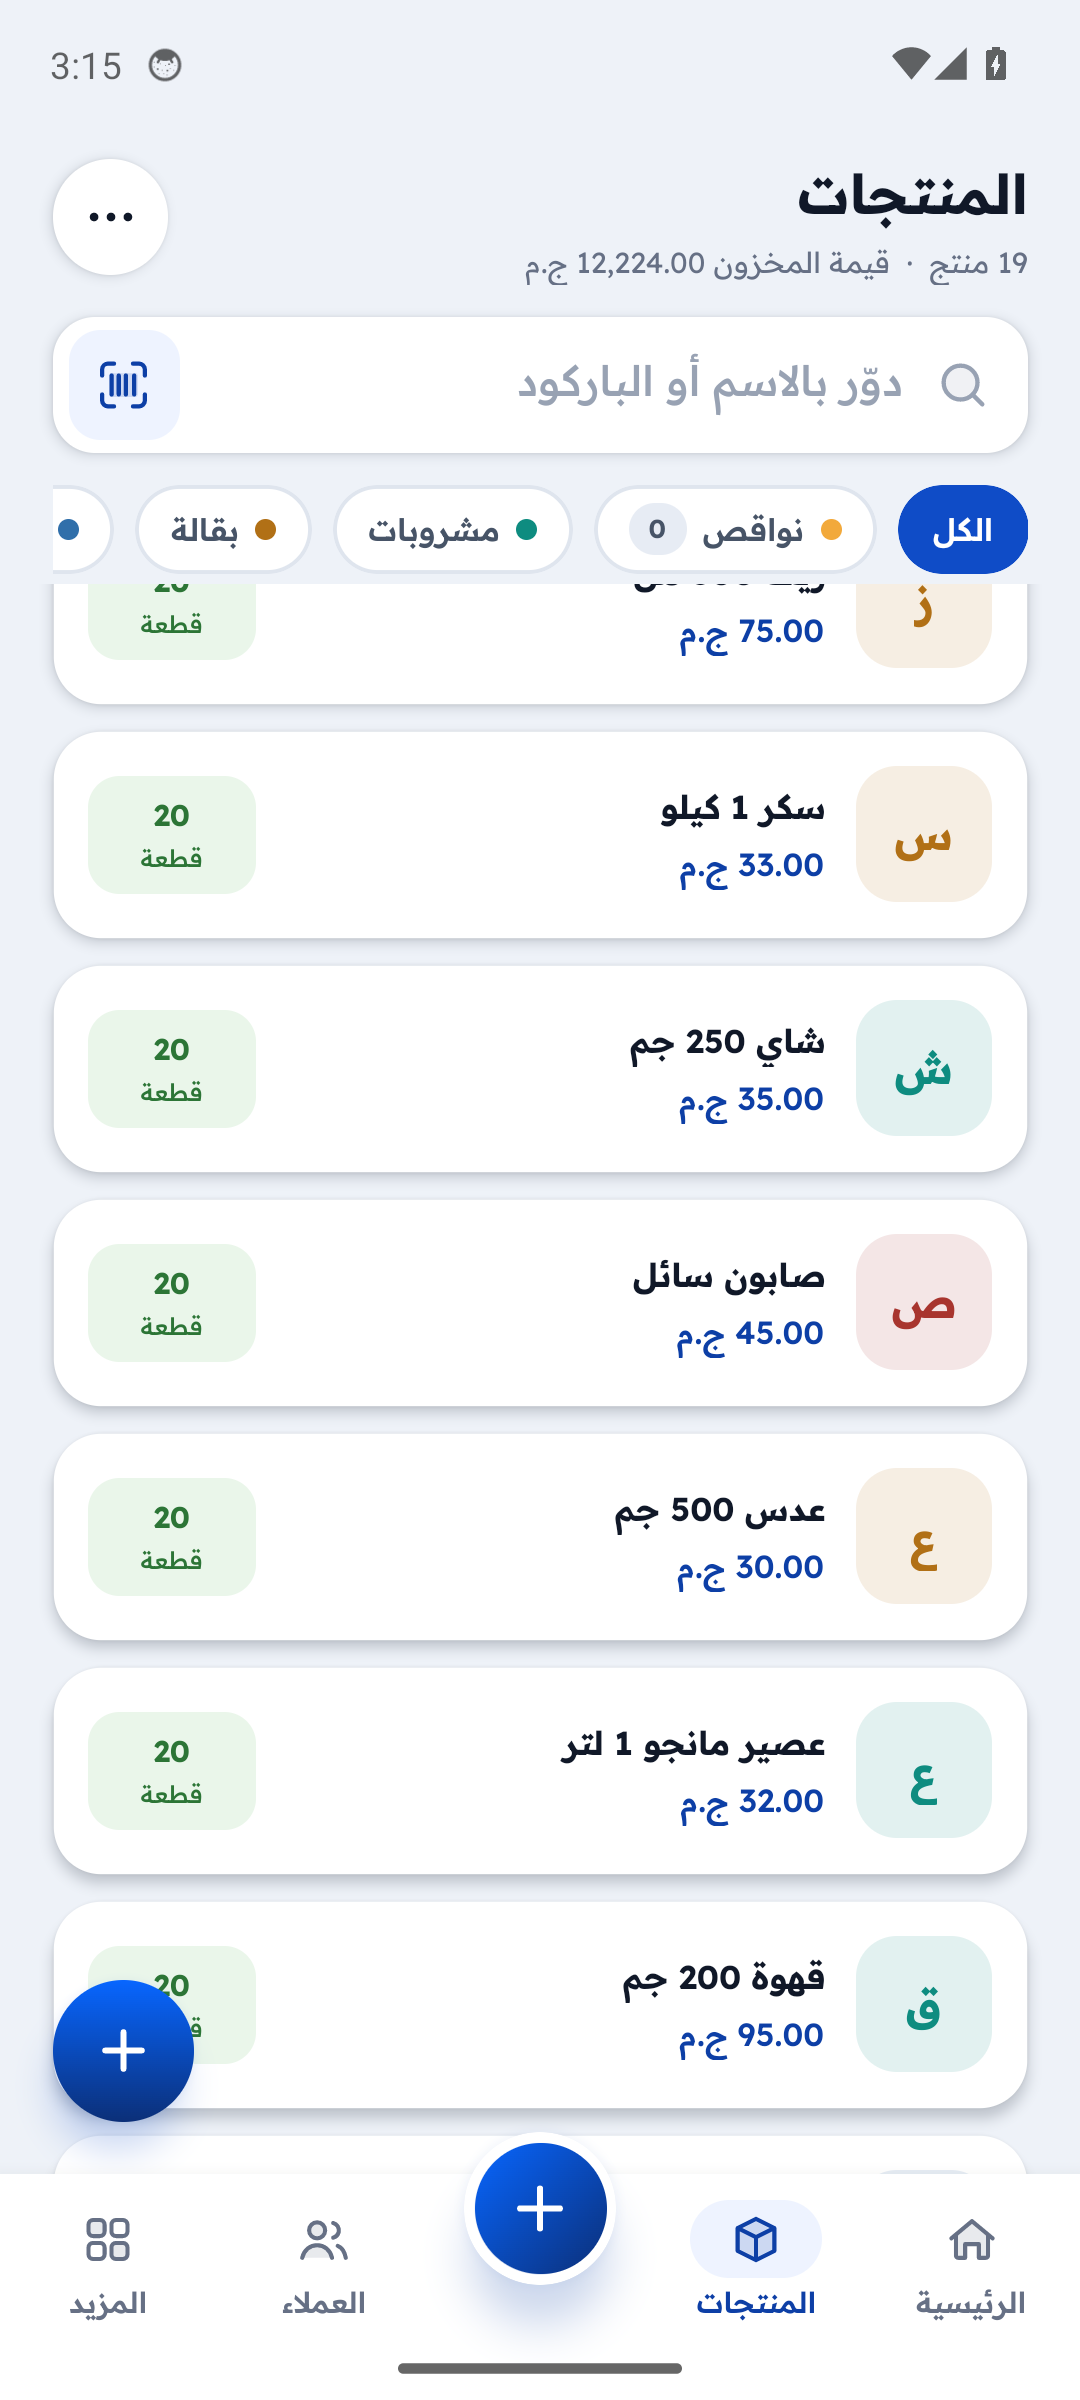 3:15
المنتجات
19 منتج · قيمة المخزون 12,224.00 ج.م
دوّر بالاسم أو الباركود
الكل
نواقص 0
مشروبات
بقالة
ز
75.00 ج.م
20
قطعة
س
سكر 1 كيلو
33.00 ج.م
20
قطعة
ش
شاي 250 جم
35.00 ج.م
20
قطعة
ص
صابون سائل
45.00 ج.م
20
قطعة
ع
عدس 500 جم
30.00 ج.م
20
قطعة
ع
عصير مانجو 1 لتر
32.00 ج.م
20
قطعة
ق
قهوة 200 جم
95.00 ج.م
20
الرئيسية
المنتجات
العملاء
المزيد